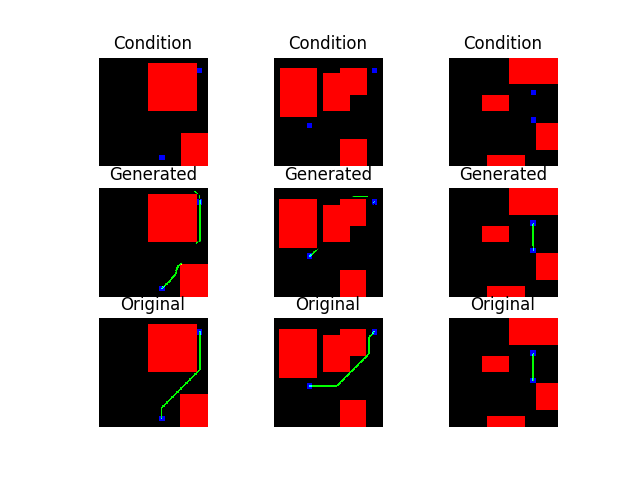 Condition Condition Condition
Generated Generated Generated
Original Original Original